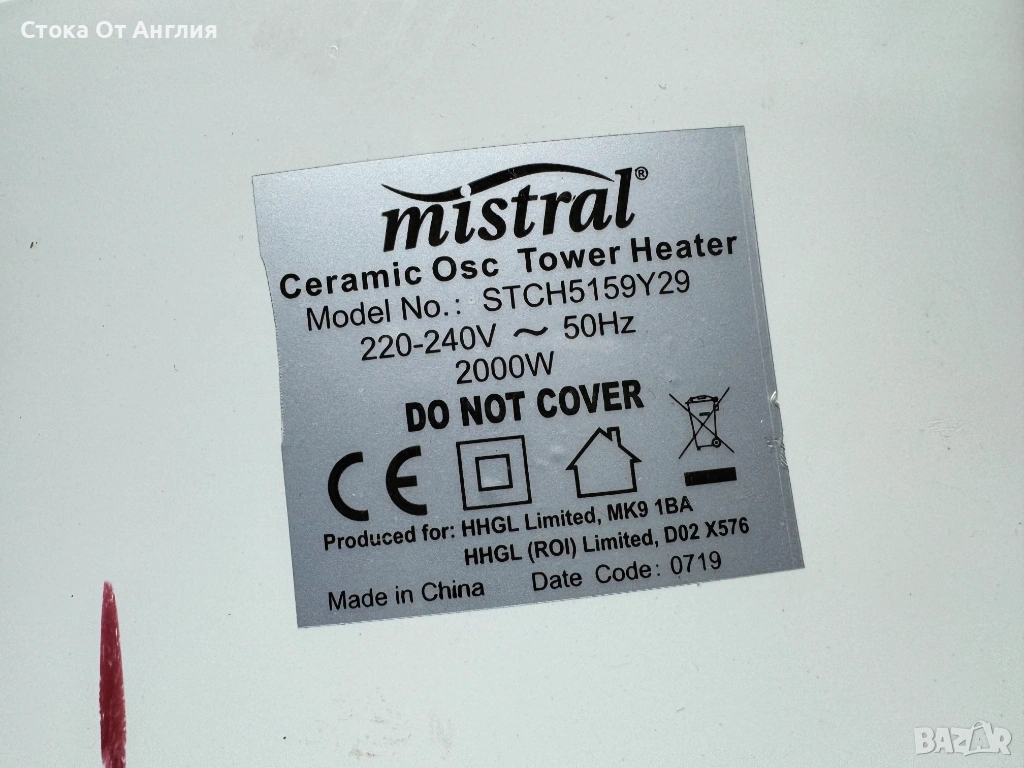 Стока От Англия
mistral®
Ceramic Osc Tower Heater
Model No.: STCH5159Y29
220-240V ~ 50Hz
2000W
DO NOT COVER
CE
Produced for: HHGL Limited, MK9 1BA
HHGL (ROI) Limited, D02 X576
Made in China Date Code: 0719
BAZAR